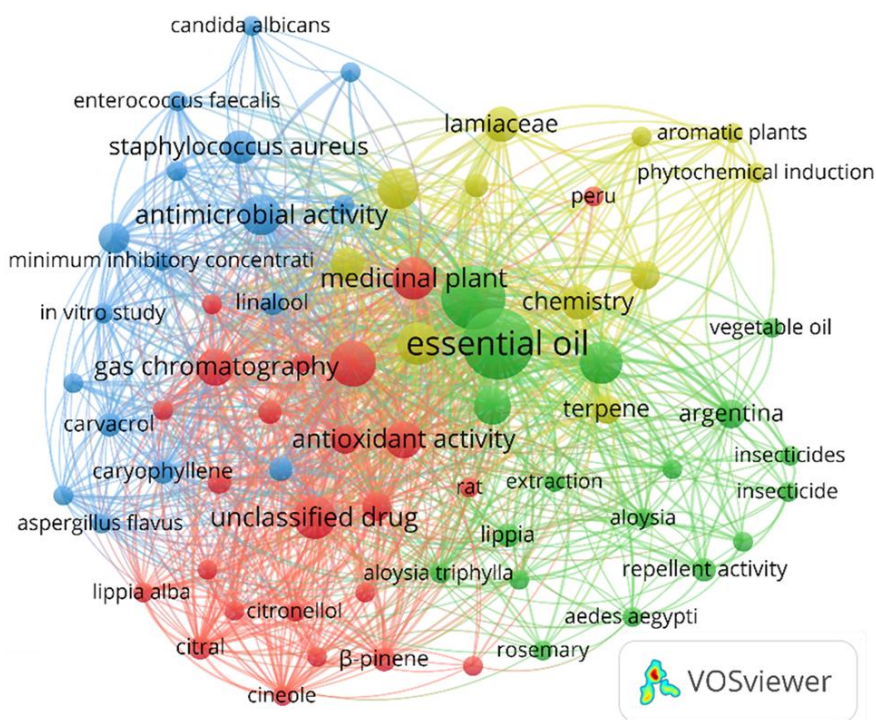 candida albicans
enterococcus faecalis
lamiaceae
aromatic plants
staphylococcus aureus
phytochemical induction
peru
antimicrobial activity
minimum inhibitory concentrati
medicinal plant
in vitro study
linalool
chemistry
vegetable oil
essential oil
gas chromatography
terpene
argentina
carvacrol
antioxidant activity
insecticides
caryophyllene
rat
extraction
insecticide
aspergillus flavus
unclassified drug
aloysia
lippia
lippia alba
aloysia triphylla
repellent activity
citronellol
aedes aegypti
citral
β-pinene
rosemary
cineole
VOSviewer